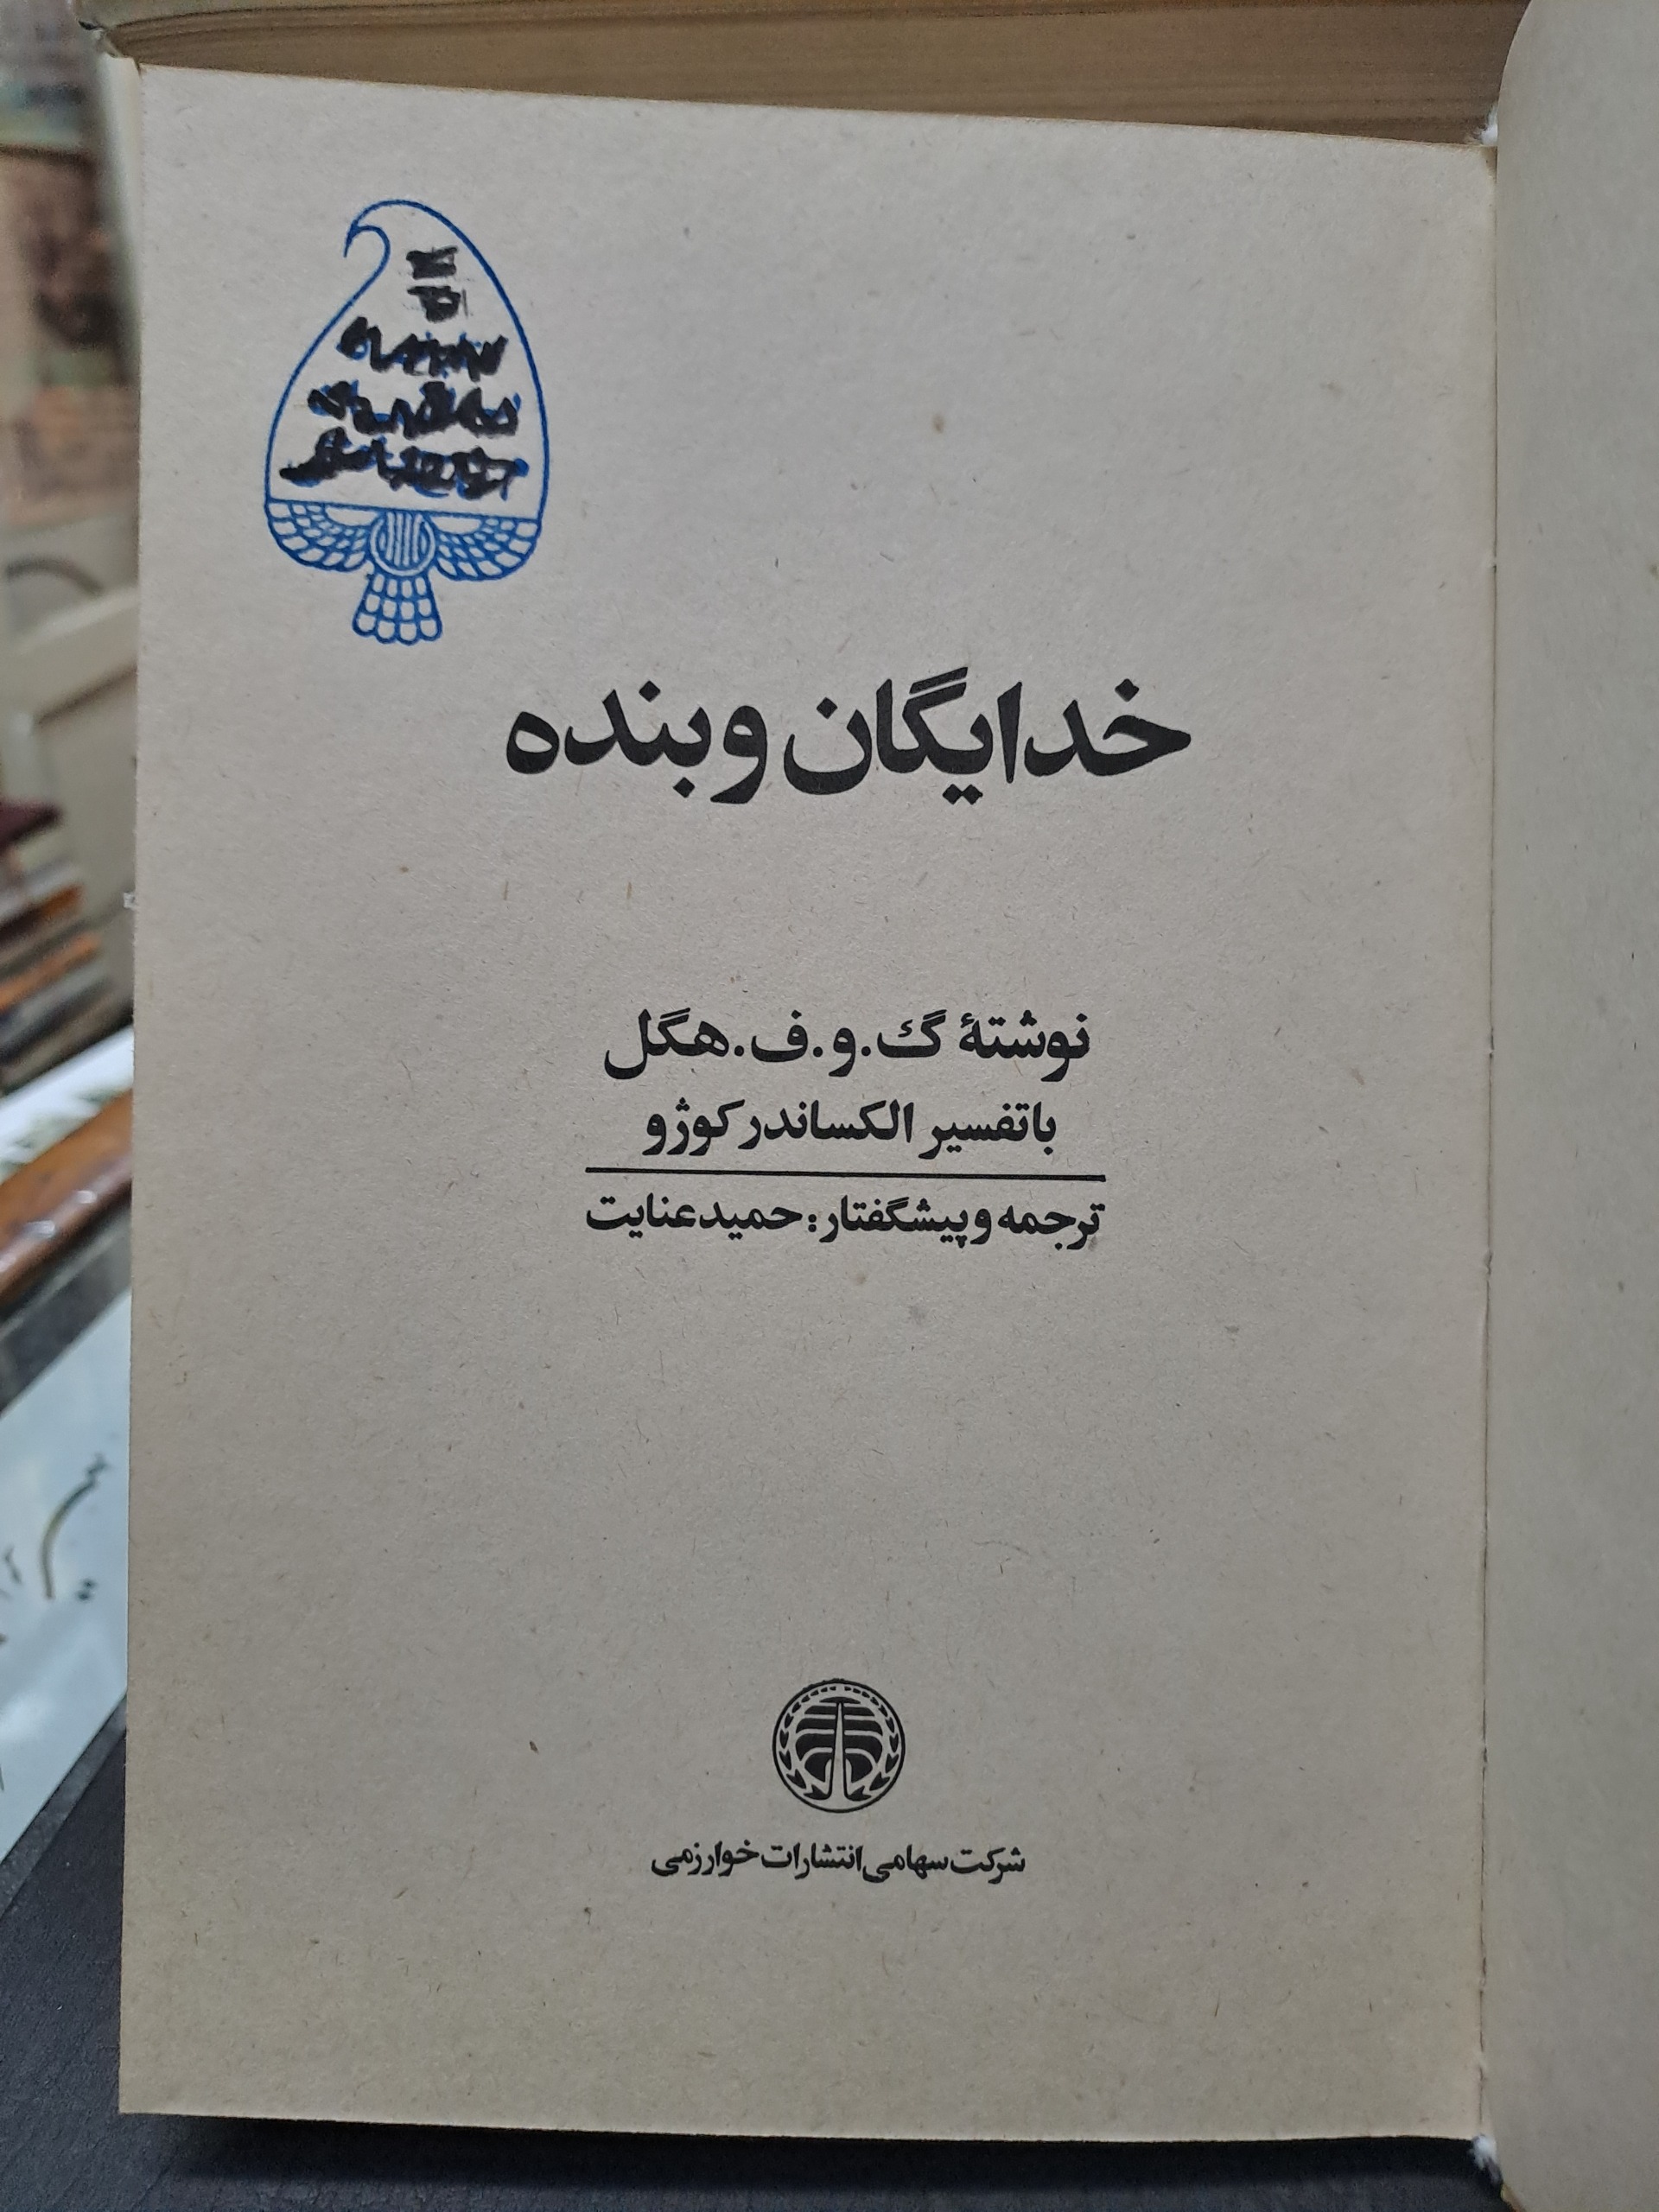 خدایگان و بنده
نوشتهٔ گ. و. ف. هگل
با تفسیر الکساندر کوژو
ترجمه و پیشگفتار: حمید عنایت
شرکت سهامی انتشارات خوارزمی